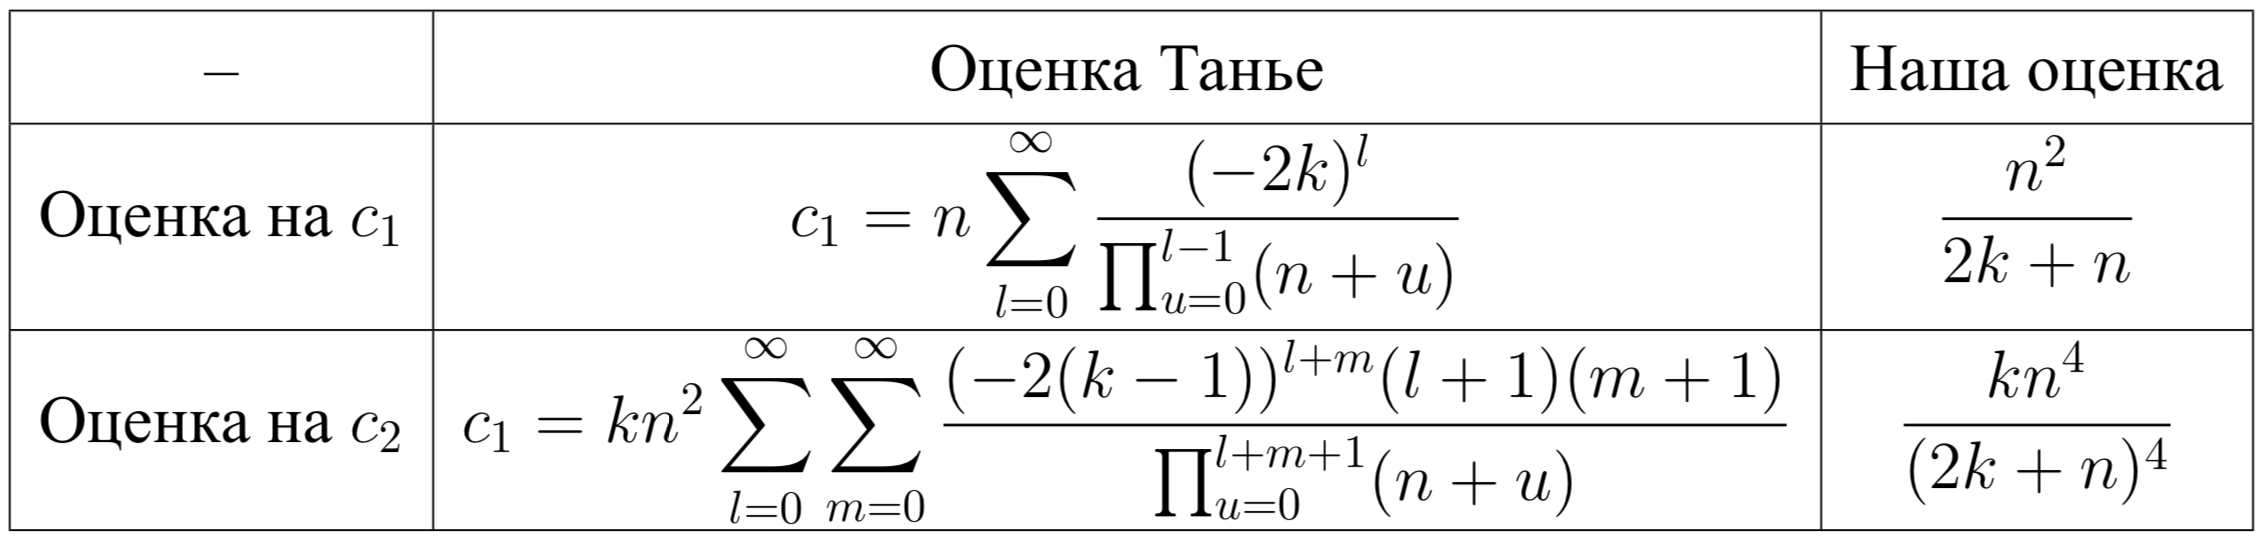 – Оценка Танье Наша оценка
Оценка на $c_1$ $c_1 = n \sum_{l=0}^{\infty} \frac{(-2k)^l}{\prod_{u=0}^{l-1}(n+u)}$ $\frac{n^2}{2k+n}$
Оценка на $c_2$ $c_1 = kn^2 \sum_{l=0}^{\infty} \sum_{m=0}^{\infty} \frac{(-2(k-1))^{l+m}(l+1)(m+1)}{\prod_{u=0}^{l+m+1}(n+u)}$ $\frac{kn^4}{(2k+n)^4}$